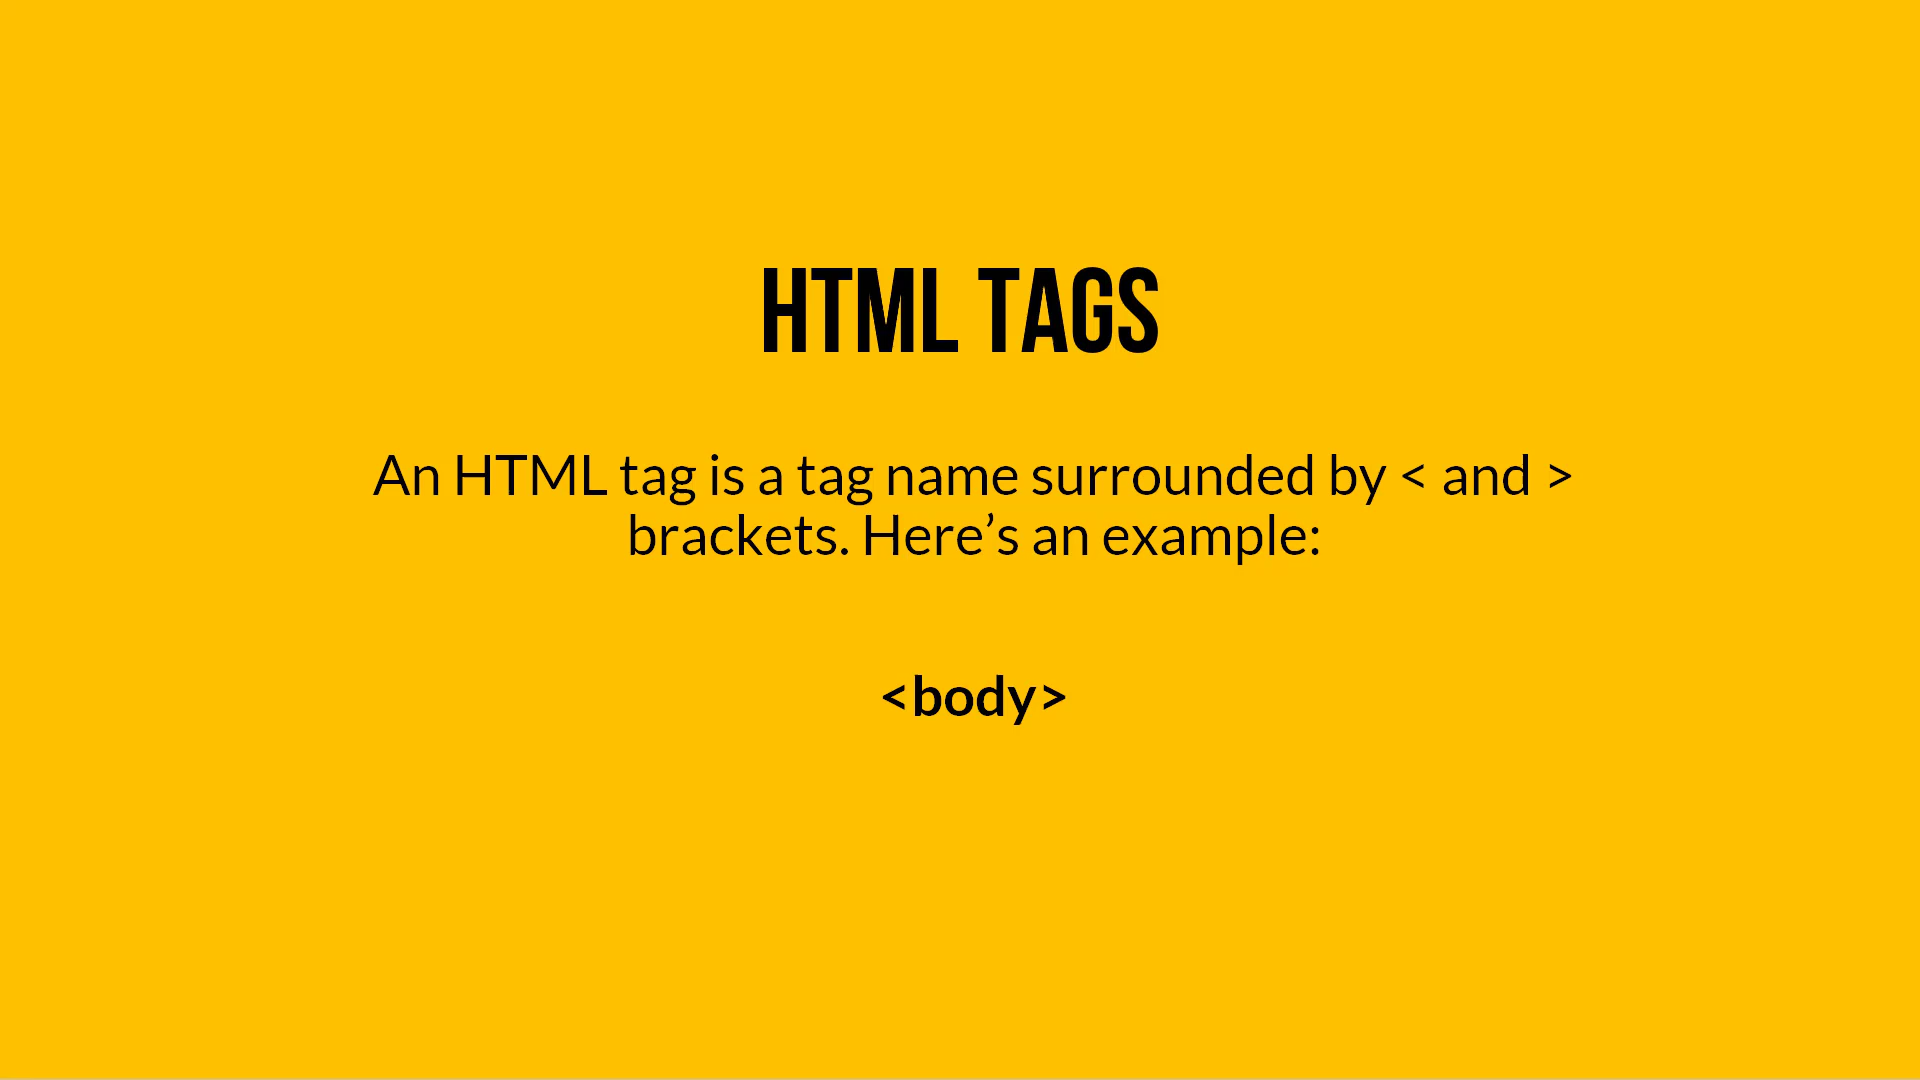 HTML TAGS
An HTML tag is a tag name surrounded by < and >
brackets. Here’s an example:
<body>